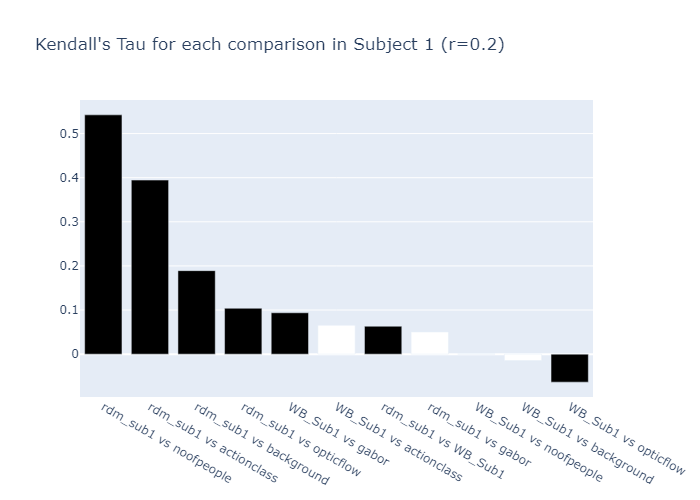 Kendall's Tau for each comparison in Subject 1 (r=0.2)
0.5
0.4
0.3
0.2
0.1
0
rdm_sub1 vs noofpeople
rdm_sub1 vs actionclass
rdm_sub1 vs background
rdm_sub1 vs opticflow
WB_Sub1 vs gabor
WB_Sub1 vs actionclass
rdm_sub1 vs WB_Sub1
rdm_sub1 vs gabor
WB_Sub1 vs noofpeople
WB_Sub1 vs background
WB_Sub1 vs opticflow